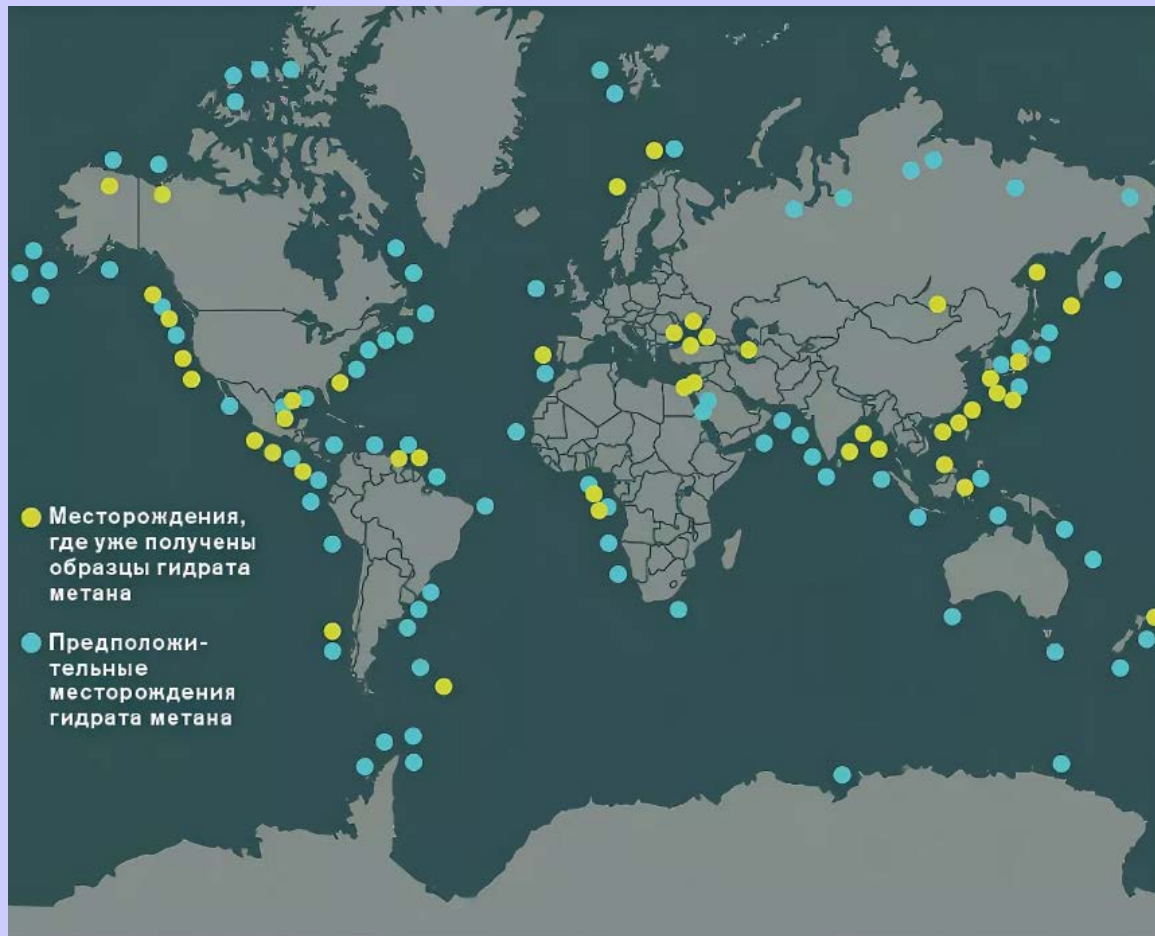 Месторождения,
где уже получены
образцы гидрата
метана
Предположи-
тельные
месторождения
гидрата метана